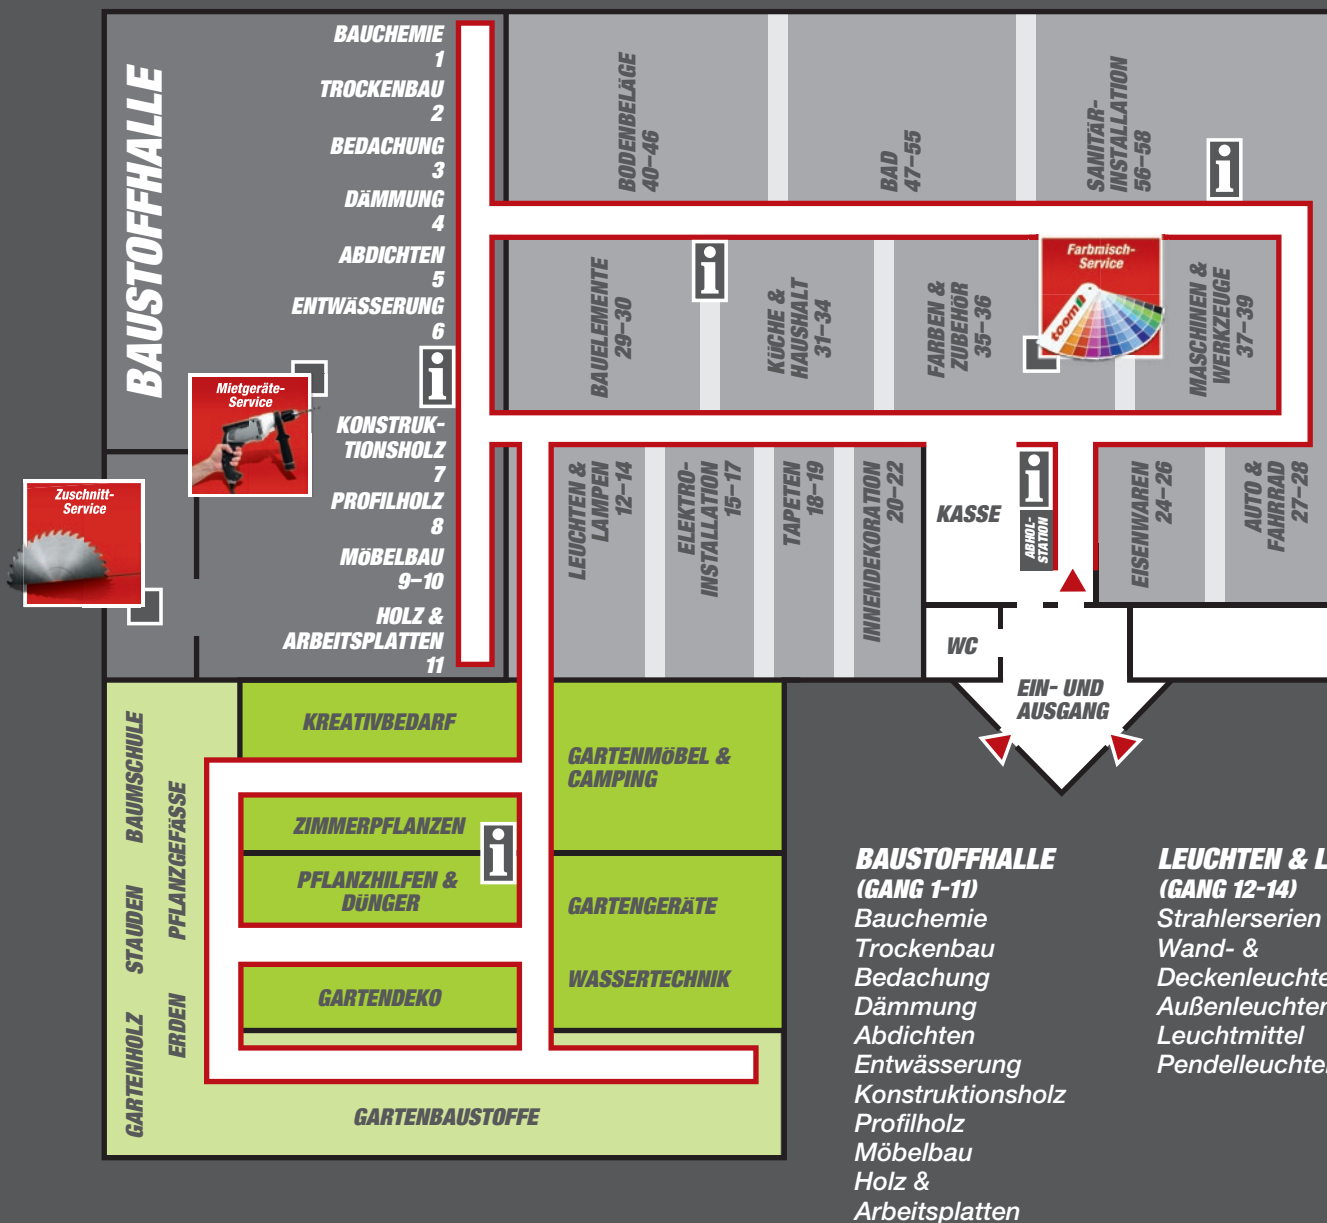 BAUSTOFFHALLE
BAUCHEMIE
1
TROCKENBAU
2
BEDACHUNG
3
DÄMMUNG
4
ABDICHTEN
5
ENTWÄSSERUNG
6
KONSTRUK-
TIONSHOLZ
7
PROFILHOLZ
8
MÖBELBAU
9–10
HOLZ &
ARBEITSPLATTEN
11
Mietgeräte-
Service
Zuschnitt-
Service
i
BODENBELÄGE
40–46
BAD
47–55
SANITÄR-
INSTALLATION
56–58
i
BAUELEMENTE
29–30
i
KÜCHE &
HAUSHALT
31–34
FARBEN &
ZUBEHÖR
35–36
Farbmisch-
Service
toom
MASCHINEN &
WERKZEUGE
37–39
LEUCHTEN &
LAMPEN
12–14
ELEKTRO-
INSTALLATION
15–17
TAPETEN
18–19
INNENDEKORATION
20–22
KASSE
i
ABHOL-
STATION
EISENWAREN
24–26
AUTO &
FAHRRAD
27–28
WC
EIN- UND
AUSGANG
BAUMSCHULE
STAUDEN
GARTENHOLZ
PFLANZGEFÄSSE
ERDEN
KREATIVBEDARF
ZIMMERPFLANZEN
i
PFLANZHILFEN &
DÜNGER
GARTENDEKO
GARTENMÖBEL &
CAMPING
GARTENGERÄTE
WASSERTECHNIK
GARTENBAUSTOFFE
BAUSTOFFHALLE
(GANG 1-11)
Bauchemie
Trockenbau
Bedachung
Dämmung
Abdichten
Entwässerung
Konstruktionsholz
Profilholz
Möbelbau
Holz &
Arbeitsplatten
LEUCHTEN & L
(GANG 12-14)
Strahlerserien
Wand- &
Deckenleuchte
Außenleuchten
Leuchtmittel
Pendelleuchte